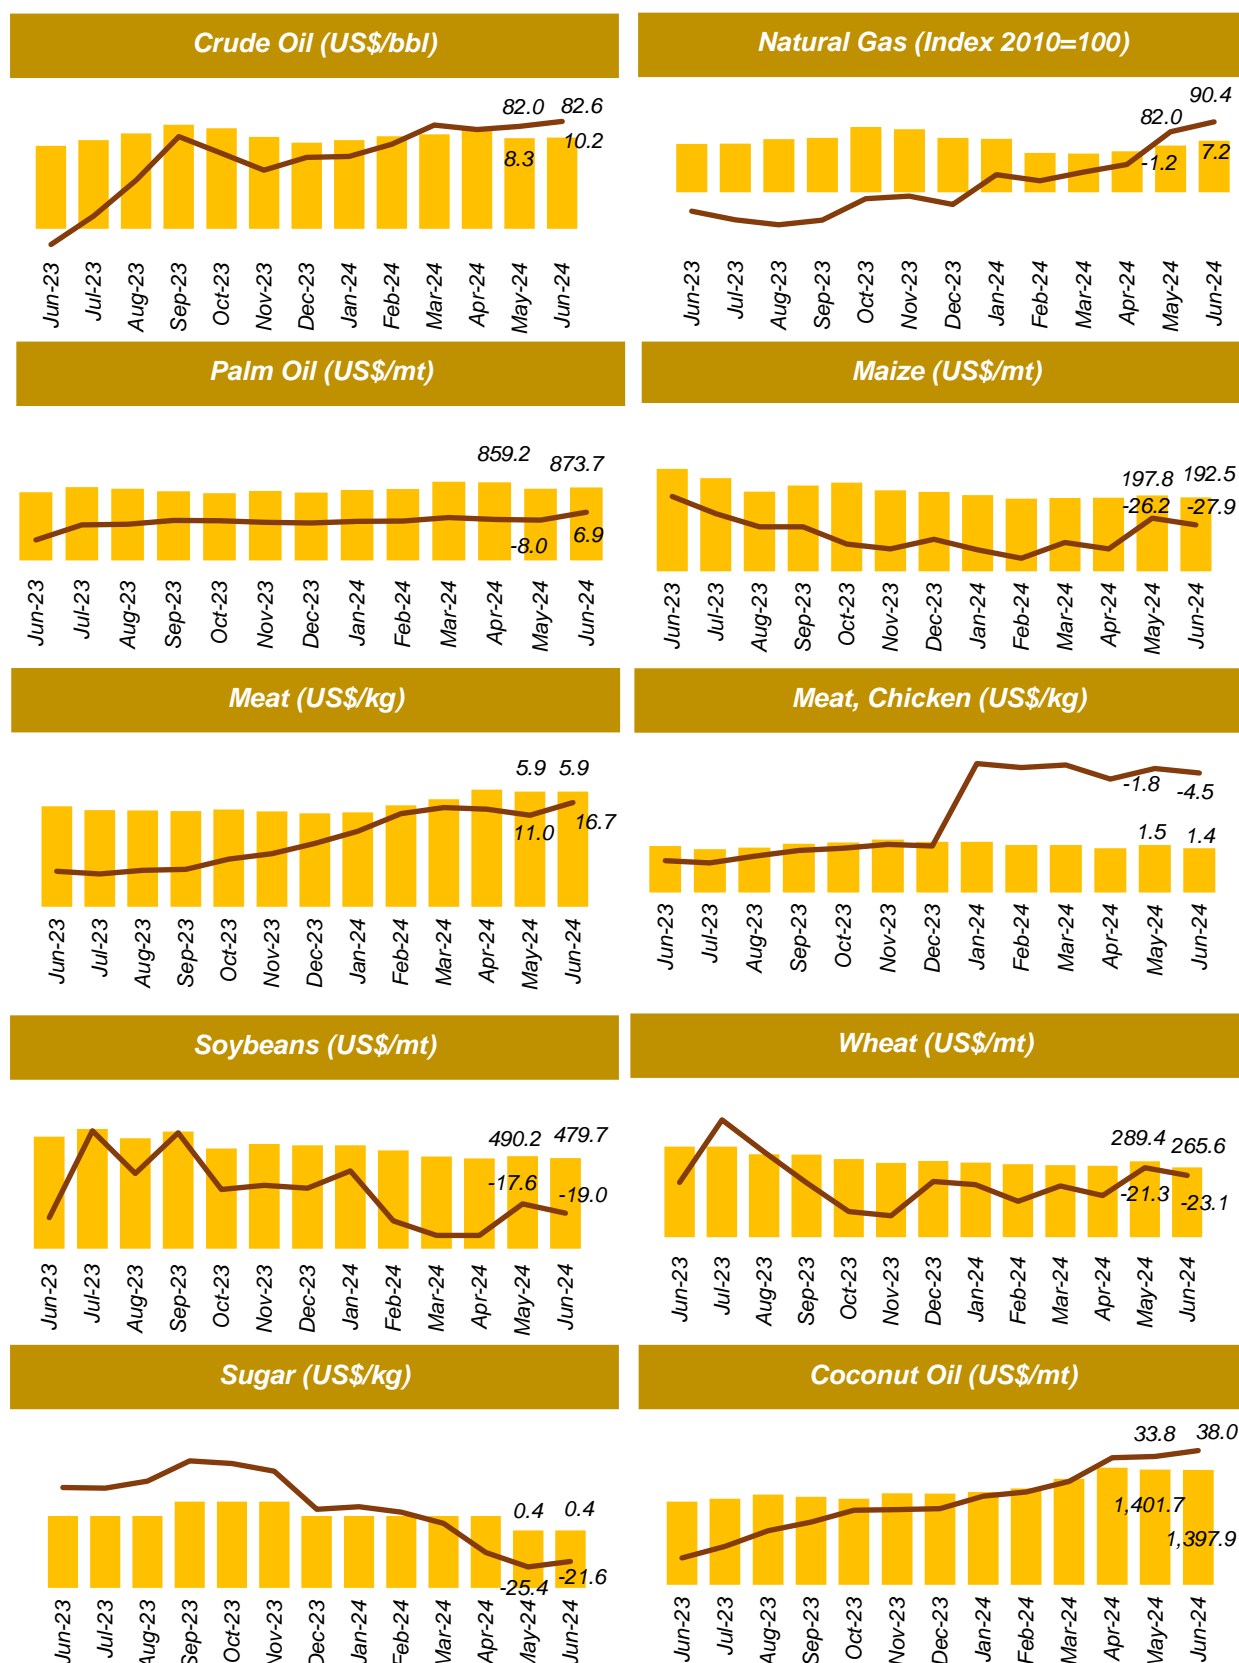 Crude Oil (US$/bbl)
82.0 82.6
8.3 10.2
Jun-23 Jul-23 Aug-23 Sep-23 Oct-23 Nov-23 Dec-23 Jan-24 Feb-24 Mar-24 Apr-24 May-24 Jun-24
Natural Gas (Index 2010=100)
82.0 90.4
-1.2 7.2
Jun-23 Jul-23 Aug-23 Sep-23 Oct-23 Nov-23 Dec-23 Jan-24 Feb-24 Mar-24 Apr-24 May-24 Jun-24
Palm Oil (US$/mt)
859.2 873.7
-8.0 6.9
Jun-23 Jul-23 Aug-23 Sep-23 Oct-23 Nov-23 Dec-23 Jan-24 Feb-24 Mar-24 Apr-24 May-24 Jun-24
Maize (US$/mt)
197.8 192.5
-26.2 -27.9
Jun-23 Jul-23 Aug-23 Sep-23 Oct-23 Nov-23 Dec-23 Jan-24 Feb-24 Mar-24 Apr-24 May-24 Jun-24
Meat (US$/kg)
5.9 5.9
11.0 16.7
Jun-23 Jul-23 Aug-23 Sep-23 Oct-23 Nov-23 Dec-23 Jan-24 Feb-24 Mar-24 Apr-24 May-24 Jun-24
Meat, Chicken (US$/kg)
-1.8 -4.5
1.5 1.4
Jun-23 Jul-23 Aug-23 Sep-23 Oct-23 Nov-23 Dec-23 Jan-24 Feb-24 Mar-24 Apr-24 May-24 Jun-24
Soybeans (US$/mt)
490.2 479.7
-17.6 -19.0
Jun-23 Jul-23 Aug-23 Sep-23 Oct-23 Nov-23 Dec-23 Jan-24 Feb-24 Mar-24 Apr-24 May-24 Jun-24
Wheat (US$/mt)
289.4 265.6
-21.3 -23.1
Jun-23 Jul-23 Aug-23 Sep-23 Oct-23 Nov-23 Dec-23 Jan-24 Feb-24 Mar-24 Apr-24 May-24 Jun-24
Sugar (US$/kg)
0.4 0.4
-25.4 -21.6
Jun-23 Jul-23 Aug-23 Sep-23 Oct-23 Nov-23 Dec-23 Jan-24 Feb-24 Mar-24 Apr-24 May-24 Jun-24
Coconut Oil (US$/mt)
33.8 38.0
1,401.7 1,397.9
Jun-23 Jul-23 Aug-23 Sep-23 Oct-23 Nov-23 Dec-23 Jan-24 Feb-24 Mar-24 Apr-24 May-24 Jun-24